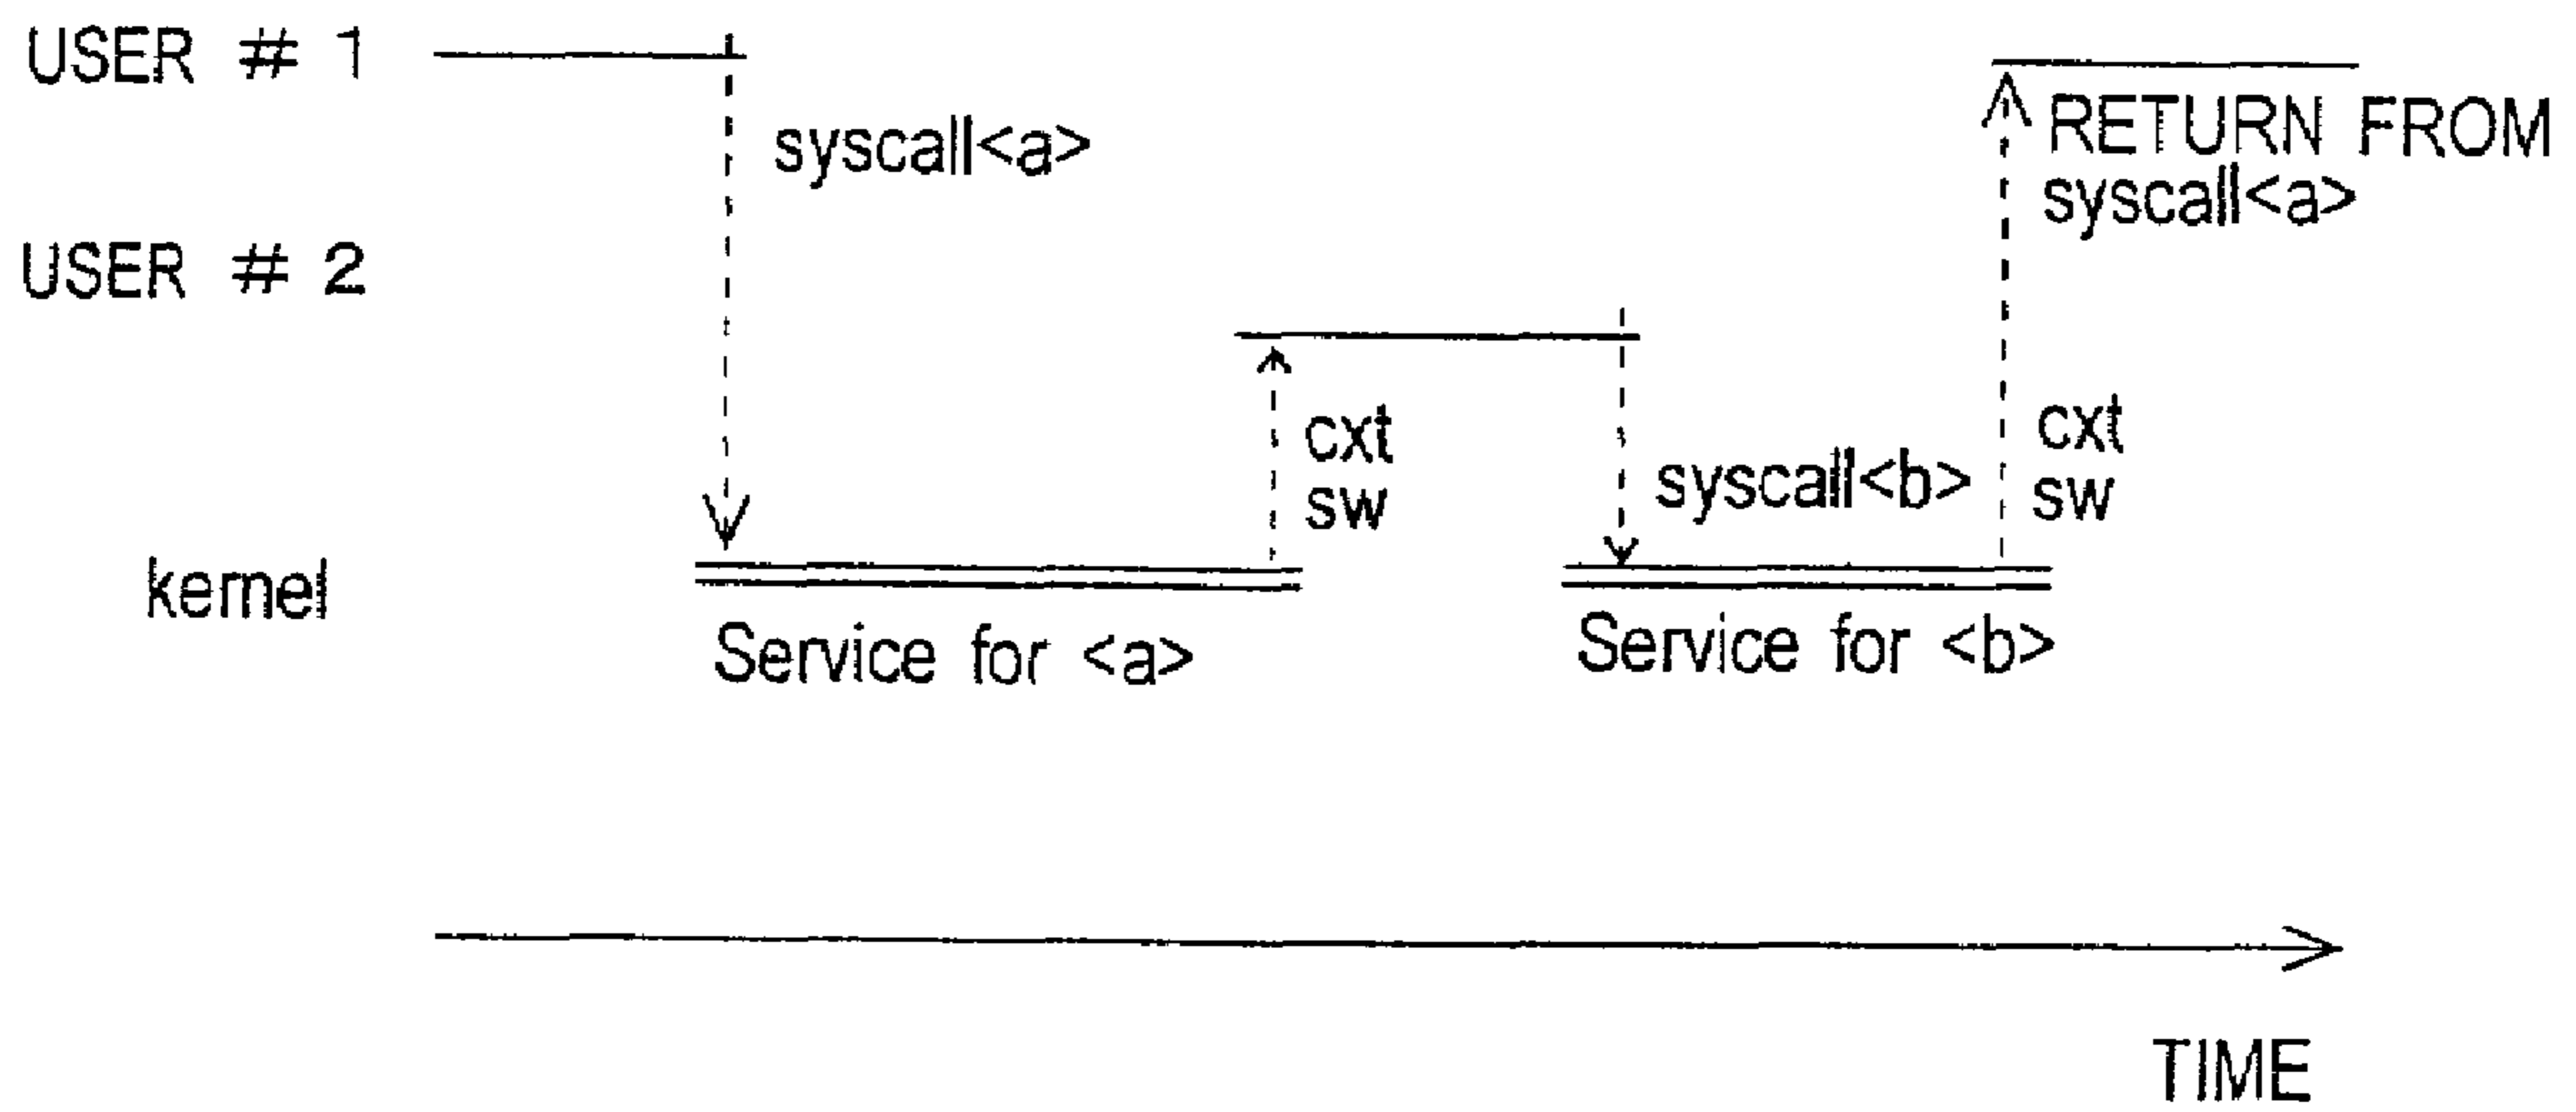 USER # 1
syscall<a>
RETURN FROM
syscall<a>
USER # 2
cxt
sw
syscall<b>
cxt
sw
kernel
Service for <a>
Service for <b>
TIME